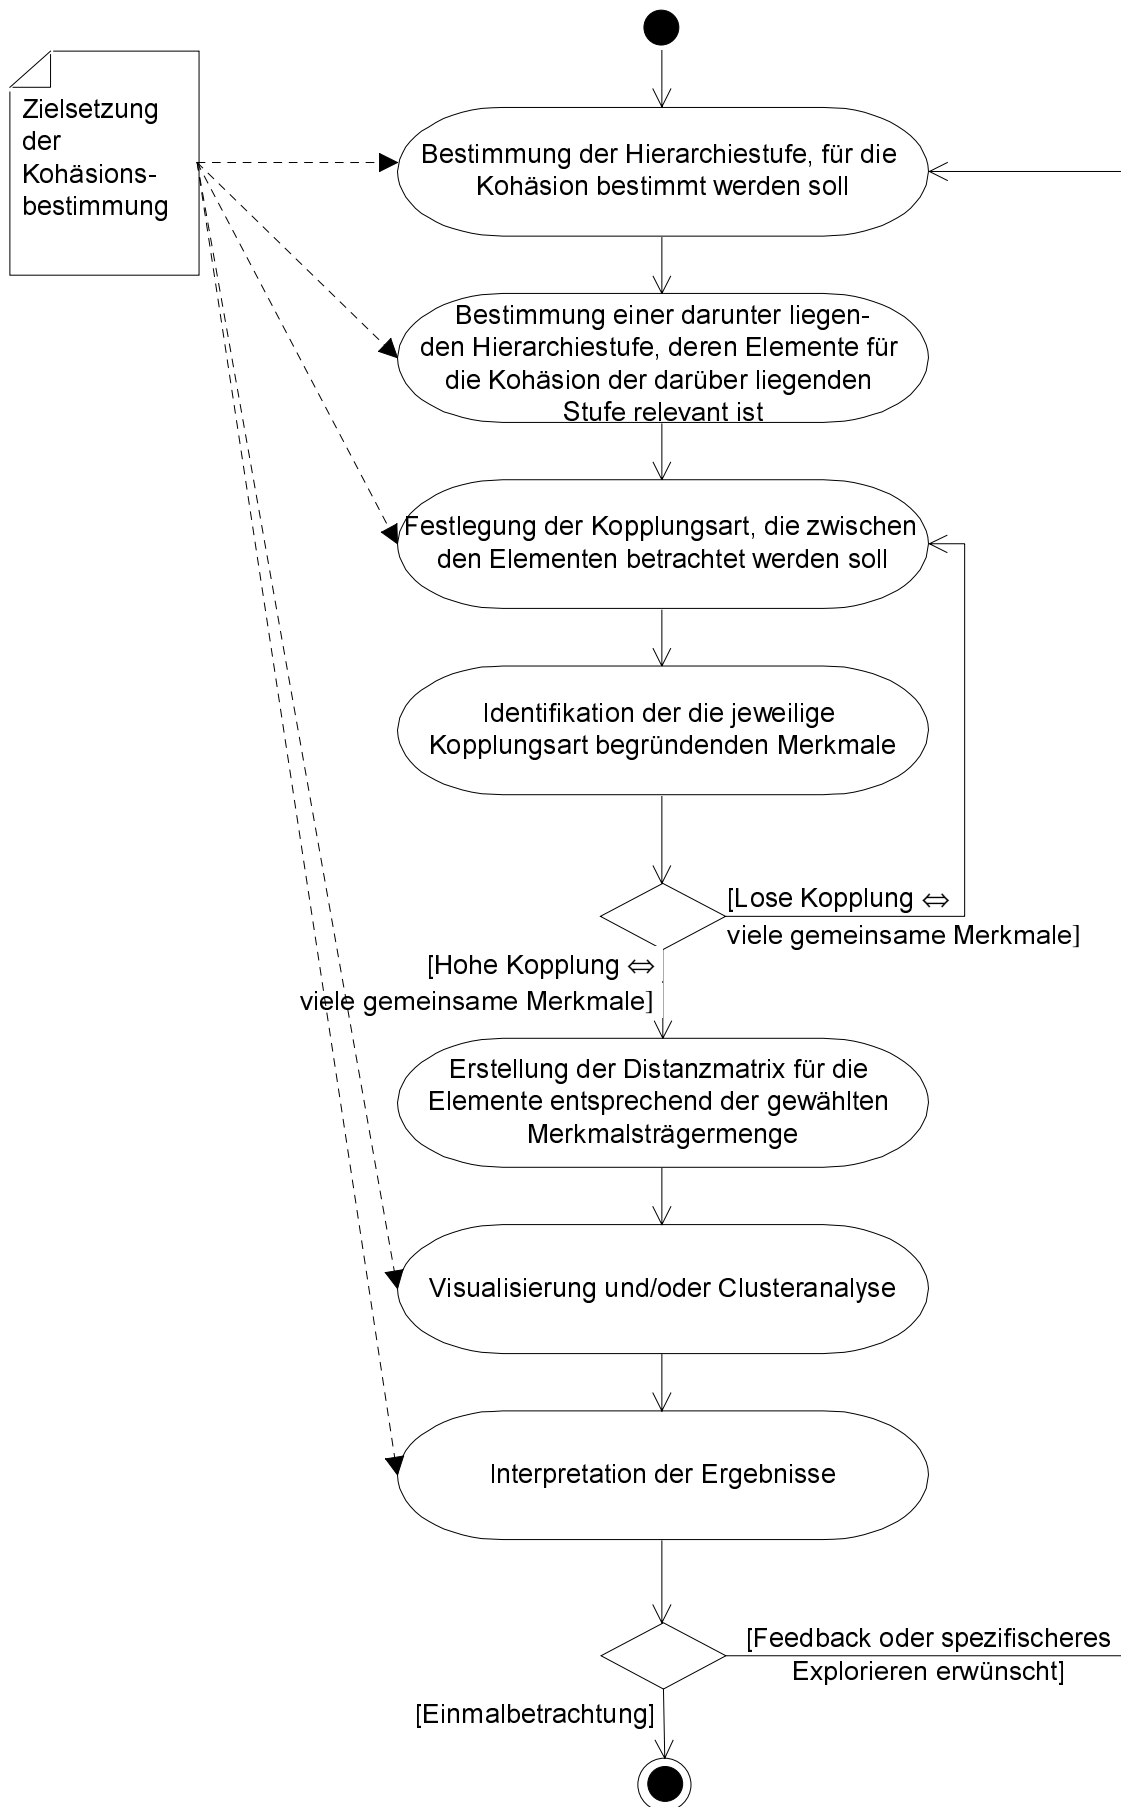 Zielsetzung
der
Kohäsions-
bestimmung
Bestimmung der Hierarchiestufe, für die
Kohäsion bestimmt werden soll
Bestimmung einer darunter liegen-
den Hierarchiestufe, deren Elemente für
die Kohäsion der darüber liegenden
Stufe relevant ist
Festlegung der Kopplungsart, die zwischen
den Elementen betrachtet werden soll
Identifikation der die jeweilige
Kopplungsart begründenden Merkmale
[Lose Kopplung ⇔
viele gemeinsame Merkmale]
[Hohe Kopplung ⇔
viele gemeinsame Merkmale]
Erstellung der Distanzmatrix für die
Elemente entsprechend der gewählten
Merkmalsträgermenge
Visualisierung und/oder Clusteranalyse
Interpretation der Ergebnisse
[Feedback oder spezifischeres
Explorieren erwünscht]
[Einmalbetrachtung]